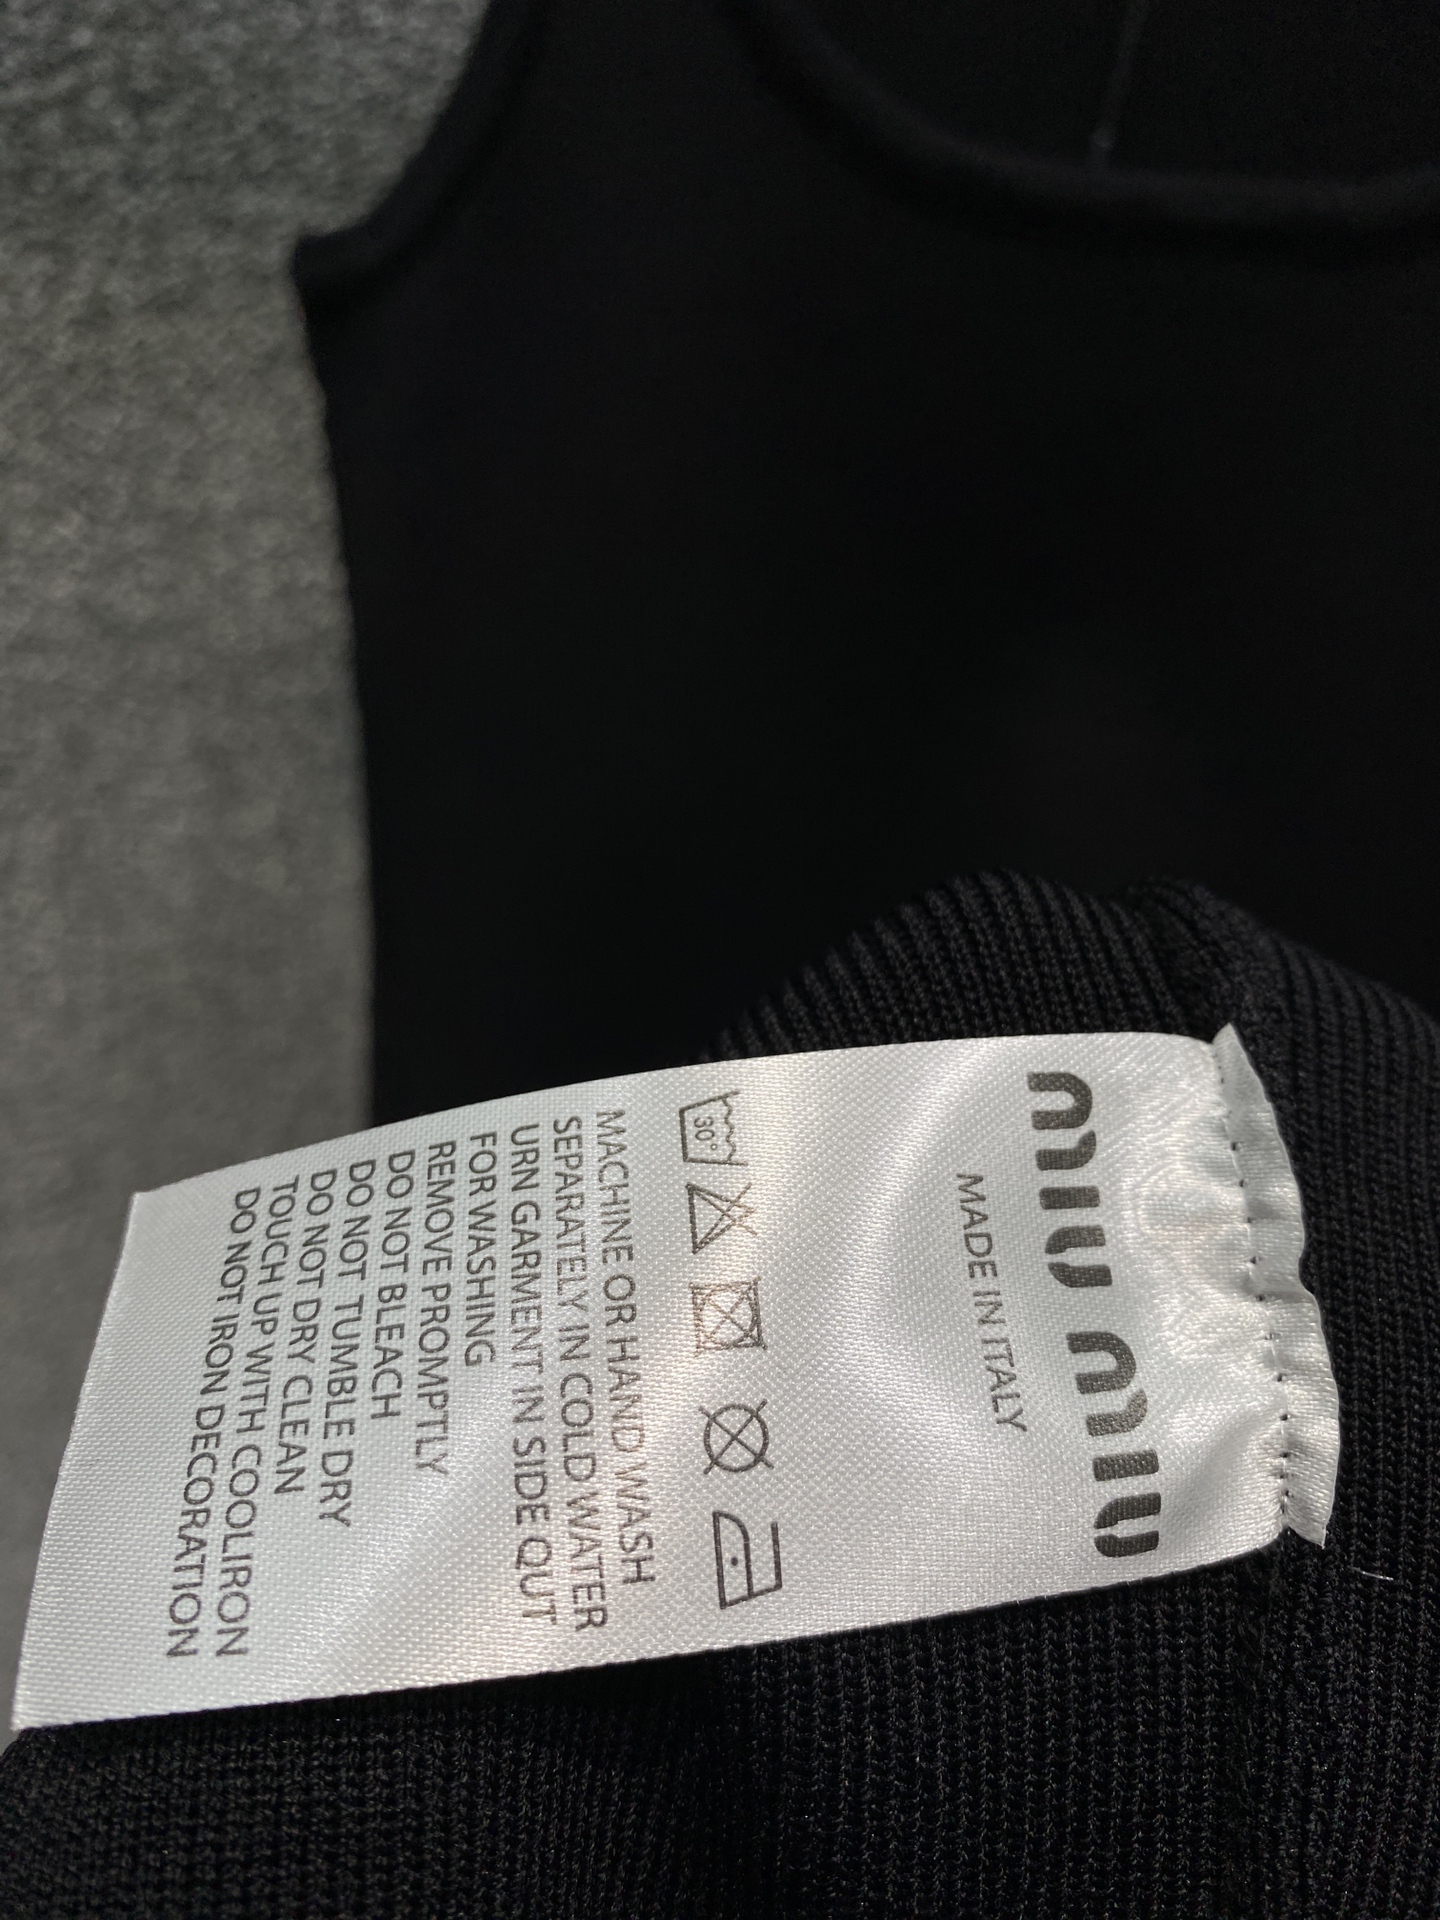 miu miu
MADE IN ITALY
30°
MACHINE OR HAND WASH
SEPARATELY IN COLD WATER
URN GARMENT IN SIDE QUT
FOR WASHING
REMOVE PROMPTLY
DO NOT BLEACH
DO NOT TUMBLE DRY
DO NOT DRY CLEAN
TOUCH UP WITH COOLIRON
DO NOT IRON DECORATION